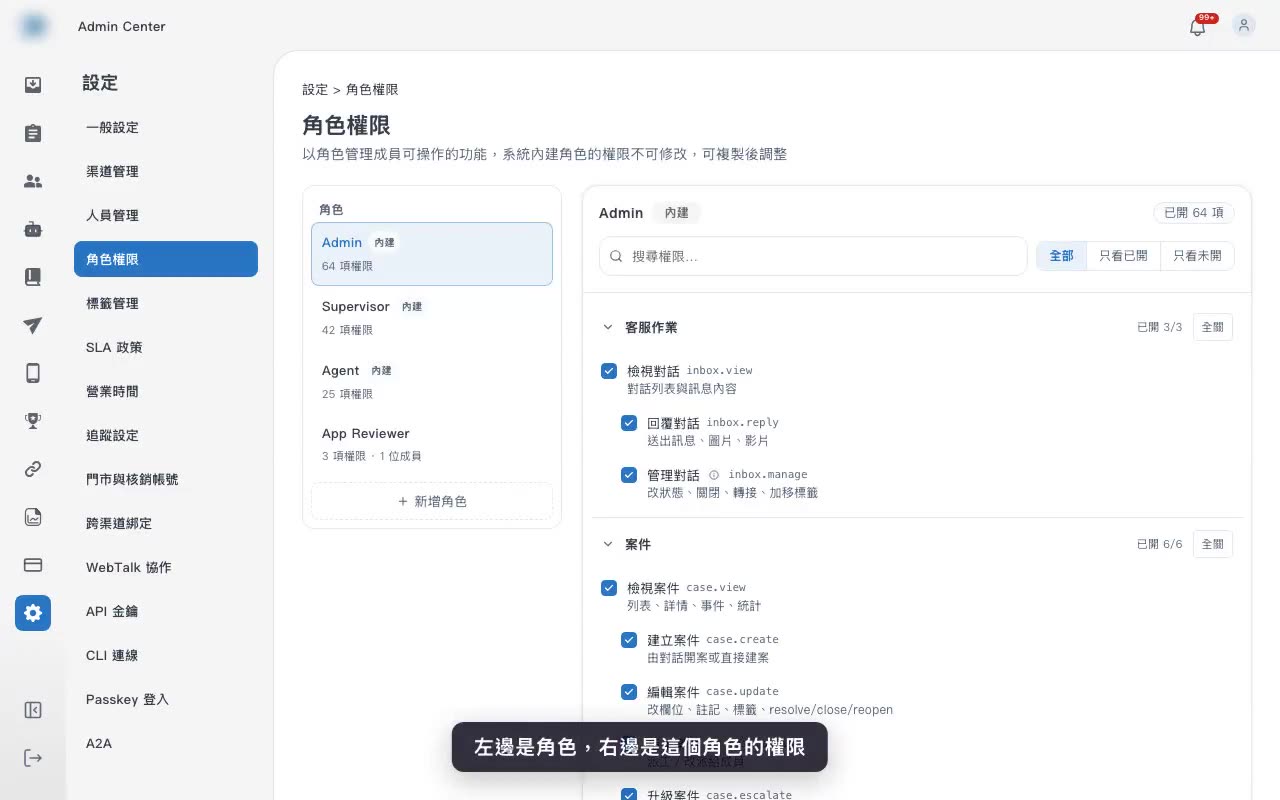 Admin Center
99+
設定
一般設定
渠道管理
人員管理
角色權限
標籤管理
SLA 政策
營業時間
追蹤設定
門市與核銷帳號
跨渠道綁定
WebTalk 協作
API 金鑰
CLI 連線
Passkey 登入
A2A
設定 > 角色權限
角色權限
以角色管理成員可操作的功能，系統內建角色的權限不可修改，可複製後調整
角色
Admin 內建
64 項權限
Supervisor 內建
42 項權限
Agent 內建
25 項權限
App Reviewer
3 項權限 · 1 位成員
+ 新增角色
Admin 內建 已開 64 項
搜尋權限... 全部 只看已開 只看未開
客服作業 已開 3/3 全關
檢視對話 inbox.view
對話列表與訊息內容
回覆對話 inbox.reply
送出訊息、圖片、影片
管理對話 inbox.manage
改狀態、關閉、轉接、加移標籤
案件 已開 6/6 全關
檢視案件 case.view
列表、詳情、事件、統計
建立案件 case.create
由對話開案或直接建案
編輯案件 case.update
改欄位、註記、標籤、resolve/close/reopen
左邊是角色，右邊是這個角色的權限
升級案件 case.escalate